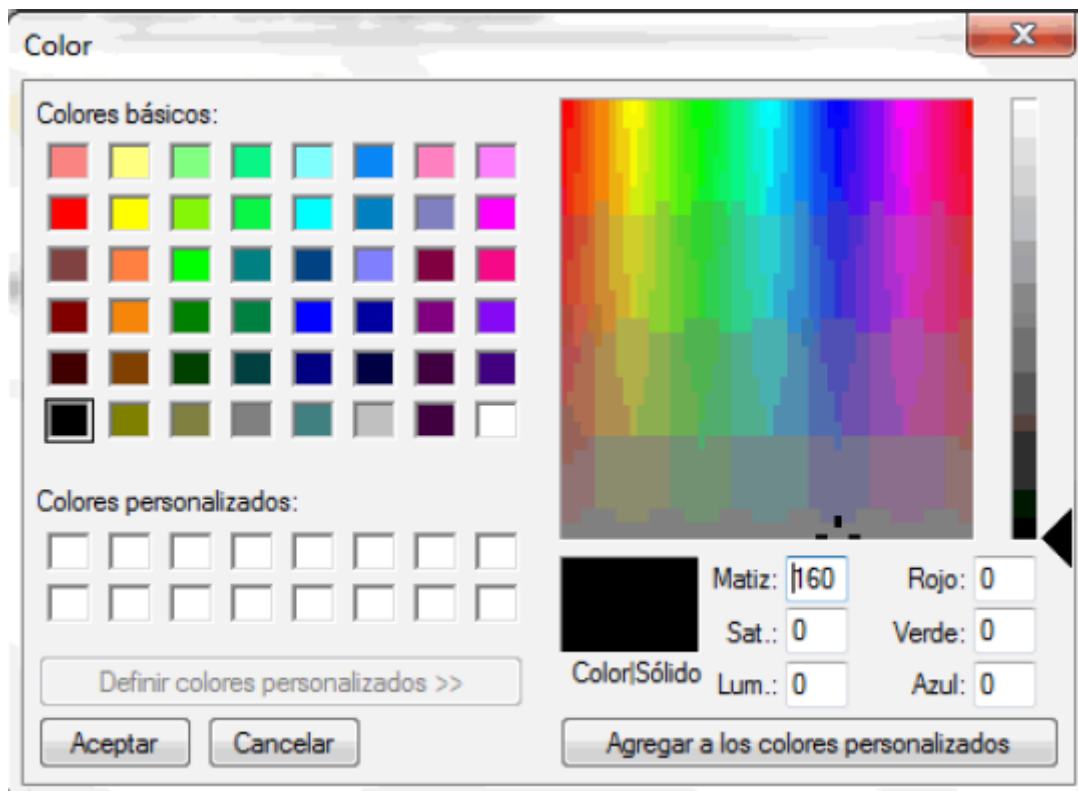 Color
Colores básicos:
Colores personalizados:
Definir colores personalizados >>
Aceptar
Cancelar
Color|Sólido
Matiz: 160
Sat.: 0
Lum.: 0
Rojo: 0
Verde: 0
Azul: 0
Agregar a los colores personalizados